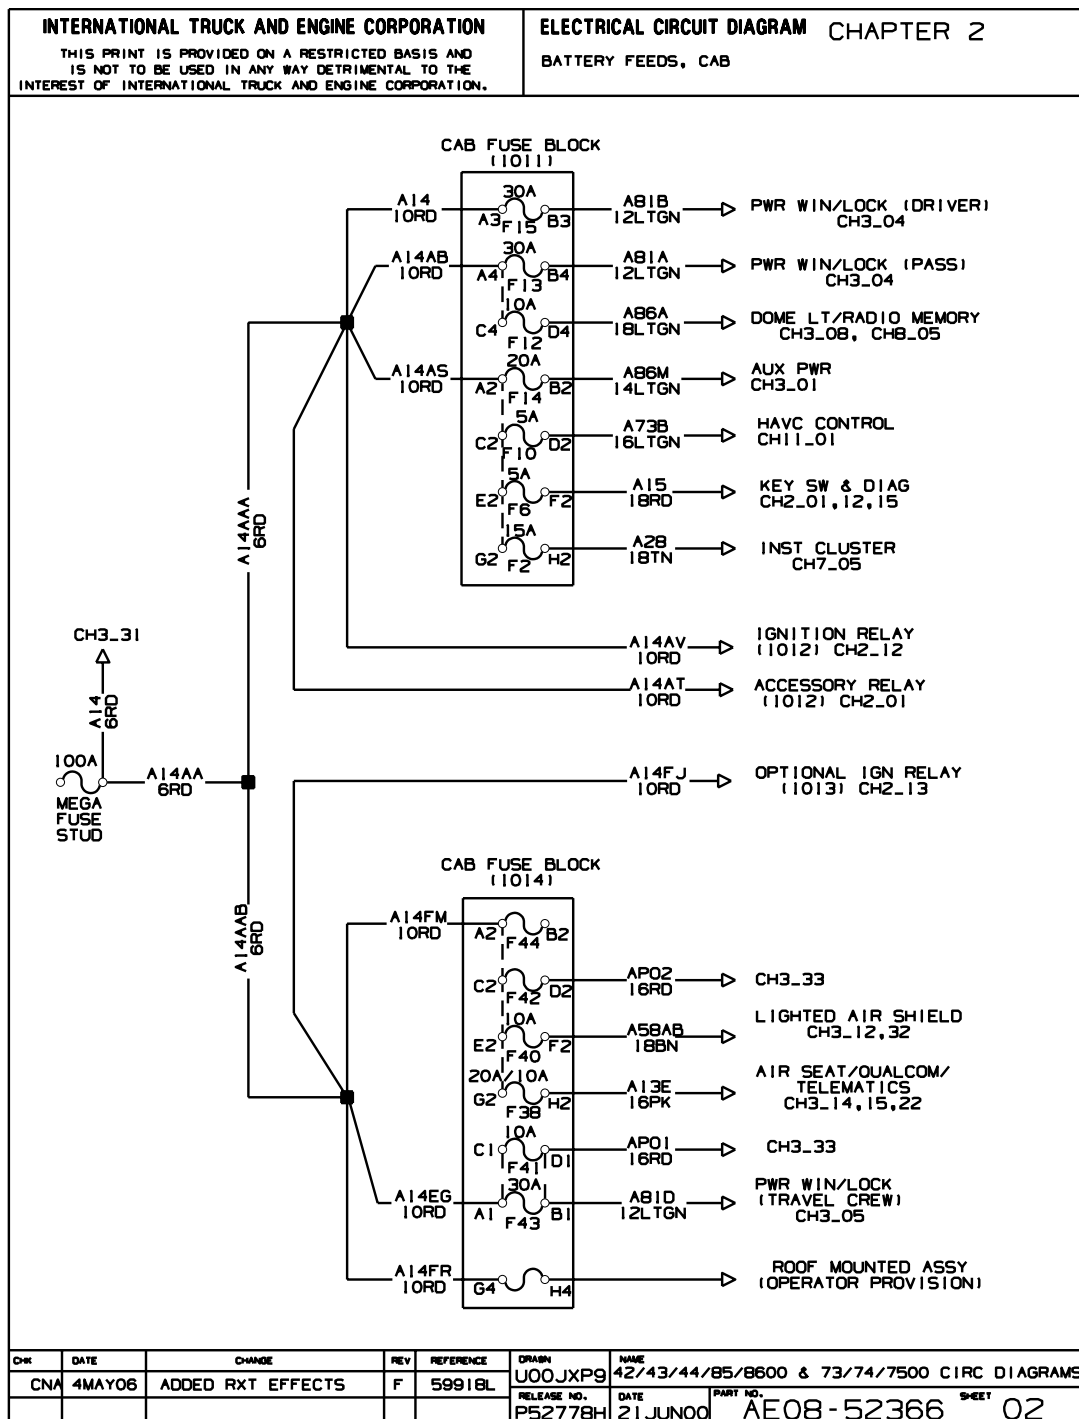 INTERNATIONAL TRUCK AND ENGINE CORPORATION
THIS PRINT IS PROVIDED ON A RESTRICTED BASIS AND
IS NOT TO BE USED IN ANY WAY DETRIMENTAL TO THE
INTEREST OF INTERNATIONAL TRUCK AND ENGINE CORPORATION.
ELECTRICAL CIRCUIT DIAGRAM CHAPTER 2
BATTERY FEEDS, CAB
CAB FUSE BLOCK
(1011)
A14
10RD
A3
30A
F15
B3
A81B
12LTGN
PWR WIN/LOCK (DRIVER)
CH3_04
A14AB
10RD
A4
30A
F13
B4
A81A
12LTGN
PWR WIN/LOCK (PASS)
CH3_04
C4
10A
F12
D4
A86A
18LTGN
DOME LT/RADIO MEMORY
CH3_08, CH8_05
A14AS
10RD
A2
20A
F14
B2
A86M
14LTGN
AUX PWR
CH3_01
C2
5A
F10
D2
A73B
16LTGN
HAVC CONTROL
CH11_01
E2
5A
F6
F2
A15
18RD
KEY SW & DIAG
CH2_01,12,15
G2
15A
F2
H2
A28
18TN
INST CLUSTER
CH7_05
A14AAA
6RD
A14AV
10RD
IGNITION RELAY
(1012) CH2_12
A14AT
10RD
ACCESSORY RELAY
(1012) CH2_01
CH3_31
A14
6RD
100A
MEGA
FUSE
STUD
A14AA
6RD
A14FJ
10RD
OPTIONAL IGN RELAY
(1013) CH2_13
A14AAB
6RD
CAB FUSE BLOCK
(1014)
A14FM
10RD
A2
F44
B2
C2
F42
D2
AP02
16RD
CH3_33
E2
10A
F40
F2
A58AB
18BN
LIGHTED AIR SHIELD
CH3_12,32
20A/10A
G2
F38
H2
A13E
16PK
AIR SEAT/QUALCOM/
TELEMATICS
CH3_14,15,22
C1
10A
F41
D1
AP01
16RD
CH3_33
A14EG
10RD
A1
30A
F43
B1
A81D
12LTGN
PWR WIN/LOCK
(TRAVEL CREW)
CH3_05
A14FR
10RD
G4
H4
ROOF MOUNTED ASSY
(OPERATOR PROVISION)
CHK DATE CHANGE REV REFERENCE
CNA 4MAY06 ADDED RXT EFFECTS F 59918L
DRAWN
U00JXP9
NAME
42/43/44/85/8600 & 73/74/7500 CIRC DIAGRAMS
RELEASE NO.
P52778H
DATE
21JUN00
PART NO.
AE08-52366
SHEET 02